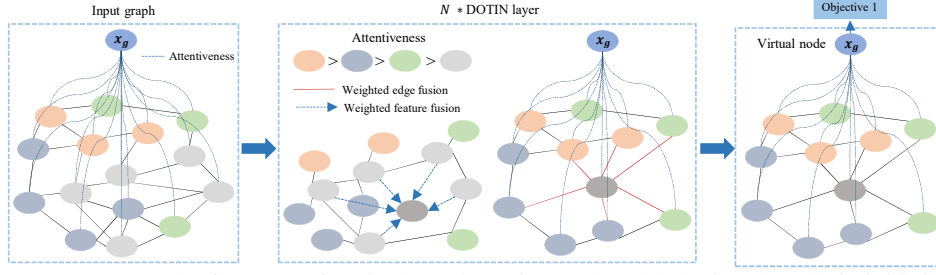 Input graph
x_g
Attentiveness
N * DOTIN layer
Attentiveness
> > >
Weighted edge fusion
Weighted feature fusion
x_g
Objective 1
Virtual node x_g